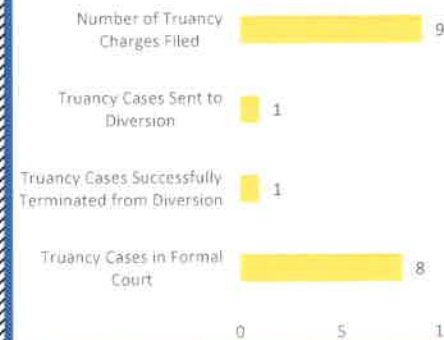 Number of Truancy
Charges Filed
9
Truancy Cases Sent to
Diversion
1
Truancy Cases Successfully
Terminated from Diversion
1
Truancy Cases in Formal
Court
8
0 5 1